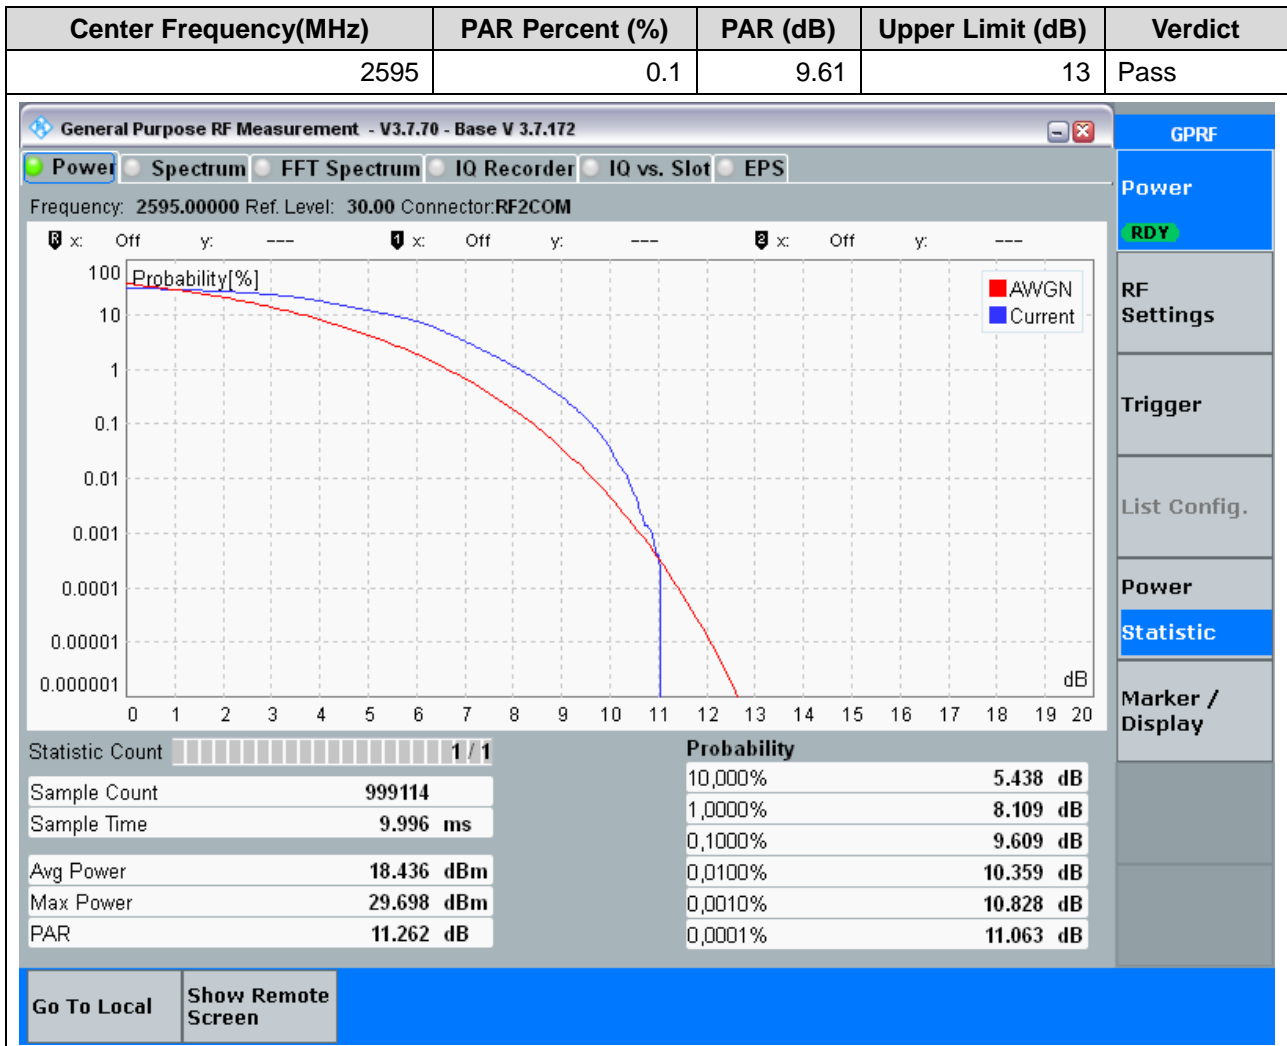 Center Frequency(MHz) PAR Percent (%) PAR (dB) Upper Limit (dB) Verdict
2595 0.1 9.61 13 Pass
General Purpose RF Measurement - V3.7.70 - Base V 3.7.172
GPRF
Power Spectrum FFT Spectrum IQ Recorder IQ vs. Slot EPS
Power
RDY
Frequency: 2595.00000 Ref. Level: 30.00 Connector:RF2COM
R x: Off y: --- 1 x: Off y: --- 2 x: Off y: ---
Probability[%]
AWGN
Current
100
10
1
0.1
0.01
0.001
0.0001
0.00001
0.000001
dB
0 1 2 3 4 5 6 7 8 9 10 11 12 13 14 15 16 17 18 19 20
RF
Settings
Trigger
List Config.
Power
Statistic
Marker /
Display
Statistic Count 1 / 1
Sample Count 999114
Sample Time 9.996 ms
Avg Power 18.436 dBm
Max Power 29.698 dBm
PAR 11.262 dB
Probability
10,000% 5.438 dB
1,0000% 8.109 dB
0,1000% 9.609 dB
0,0100% 10.359 dB
0,0010% 10.828 dB
0,0001% 11.063 dB
Go To Local
Show Remote
Screen